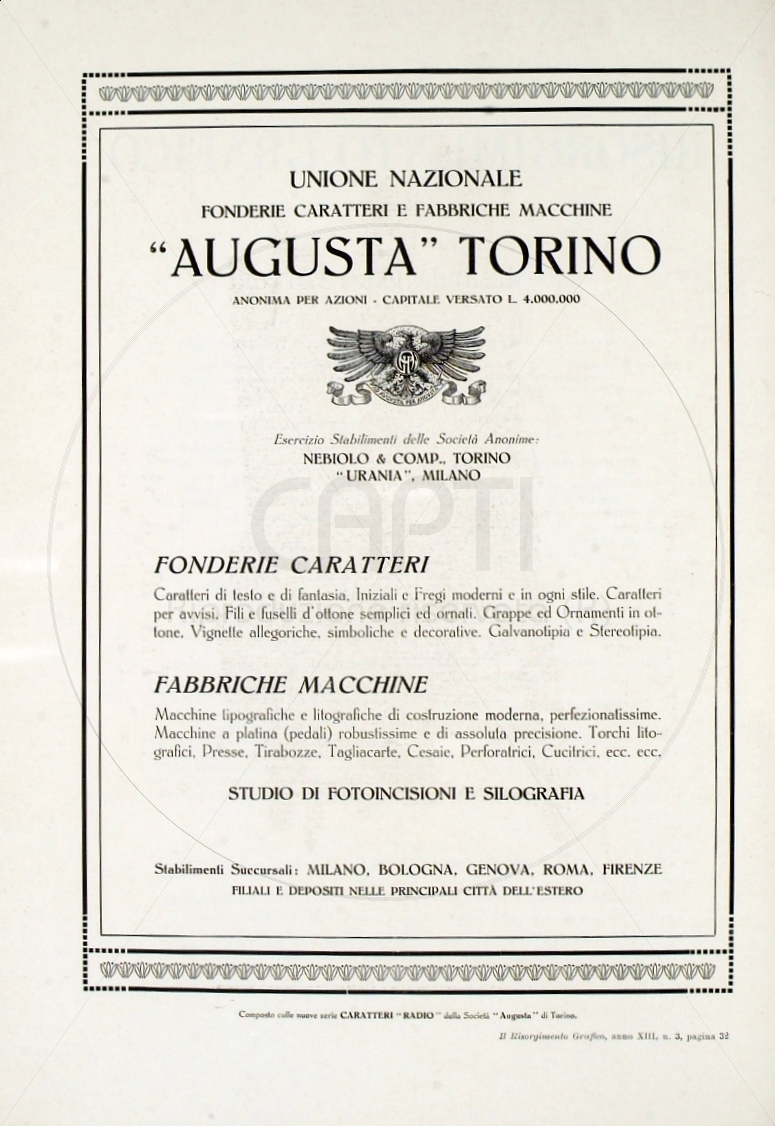 UNIONE NAZIONALE
FONDERIE CARATTERI E FABBRICHE MACCHINE
“AUGUSTA” TORINO
ANONIMA PER AZIONI - CAPITALE VERSATO L. 4.000.000
AD AUGUSTA PER ANGUSTA
Esercizio Stabilimenti delle Società Anonime:
NEBIOLO & COMP., TORINO
“URANIA”, MILANO
CAPTI
FONDERIE CARATTERI
Caratteri di testo e di fantasia, Iniziali e Fregi moderni e in ogni stile. Caratteri
per avvisi. Fili e fuselli d'ottone semplici ed ornati. Grappe ed Ornamenti in ot-
tone. Vignette allegoriche, simboliche e decorative. Galvanotipia e Stereotipia.
FABBRICHE MACCHINE
Macchine tipografiche e litografiche di costruzione moderna, perfezionatissime.
Macchine a platina (pedali) robustissime e di assoluta precisione. Torchi lito-
grafici, Presse, Tirabozze, Tagliacarte, Cesoie, Perforatrici, Cucitrici, ecc. ecc.
STUDIO DI FOTOINCISIONI E SILOGRAFIA
Stabilimenti Succursali: MILANO, BOLOGNA, GENOVA, ROMA, FIRENZE
FILIALI E DEPOSITI NELLE PRINCIPALI CITTÀ DELL'ESTERO
Composto colle nuove serie CARATTERI “RADIO” della Società “Augusta” di Torino.
Il Risorgimento Grafico, anno XIII, n. 3, pagina 32